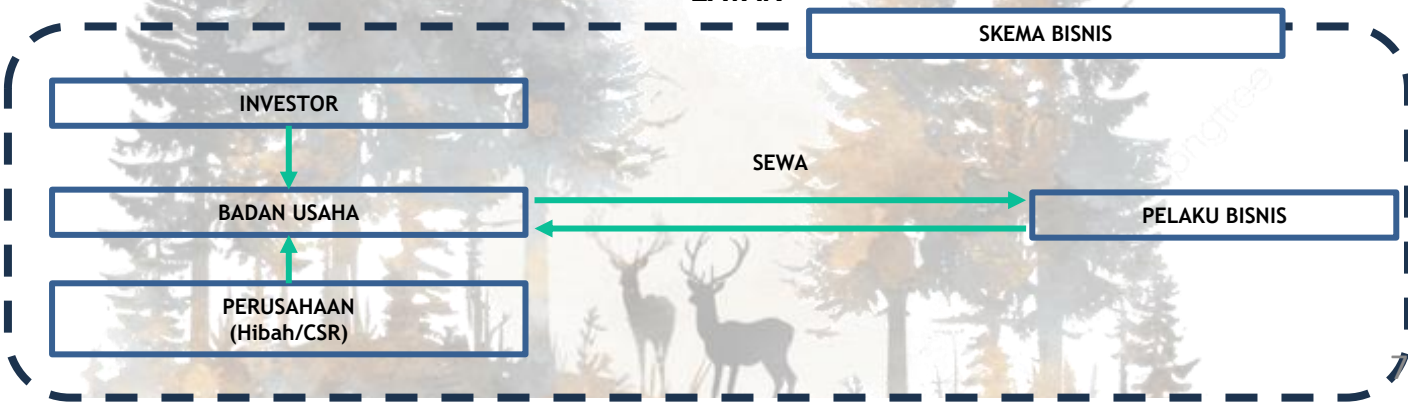 SKEMA BISNIS
INVESTOR
SEWA
BADAN USAHA
PELAKU BISNIS
PERUSAHAAN
(Hibah/CSR)
7